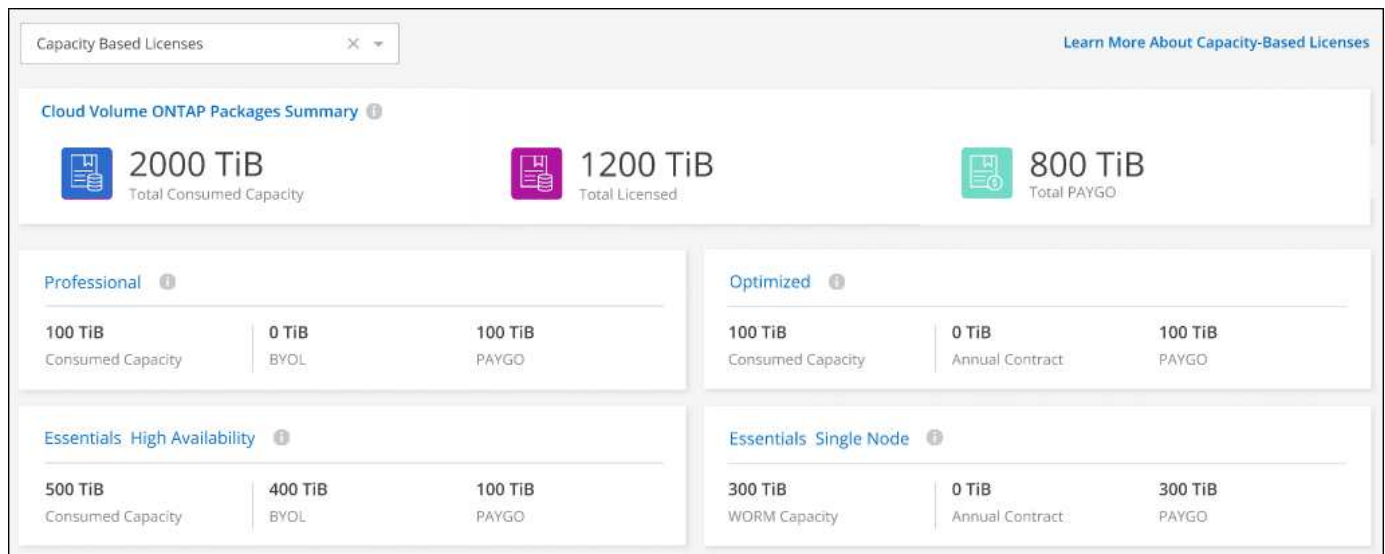 Capacity Based Licenses
Learn More About Capacity-Based Licenses
Cloud Volume ONTAP Packages Summary
2000 TiB
Total Consumed Capacity
1200 TiB
Total Licensed
800 TiB
Total PAYGO
Professional
100 TiB
Consumed Capacity
0 TiB
BYOL
100 TiB
PAYGO
Optimized
100 TiB
Consumed Capacity
0 TiB
Annual Contract
100 TiB
PAYGO
Essentials High Availability
500 TiB
Consumed Capacity
400 TiB
BYOL
100 TiB
PAYGO
Essentials Single Node
300 TiB
WORM Capacity
0 TiB
Annual Contract
300 TiB
PAYGO